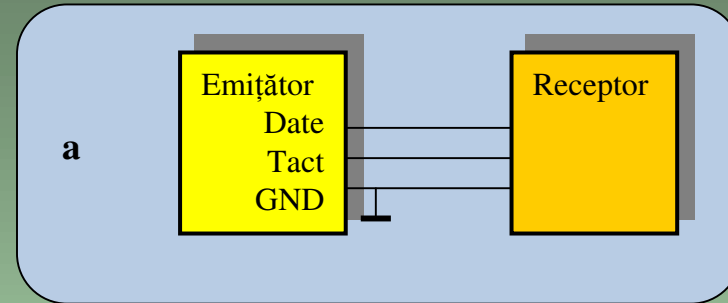 Emițător
Receptor
Date
a
Tact
GND